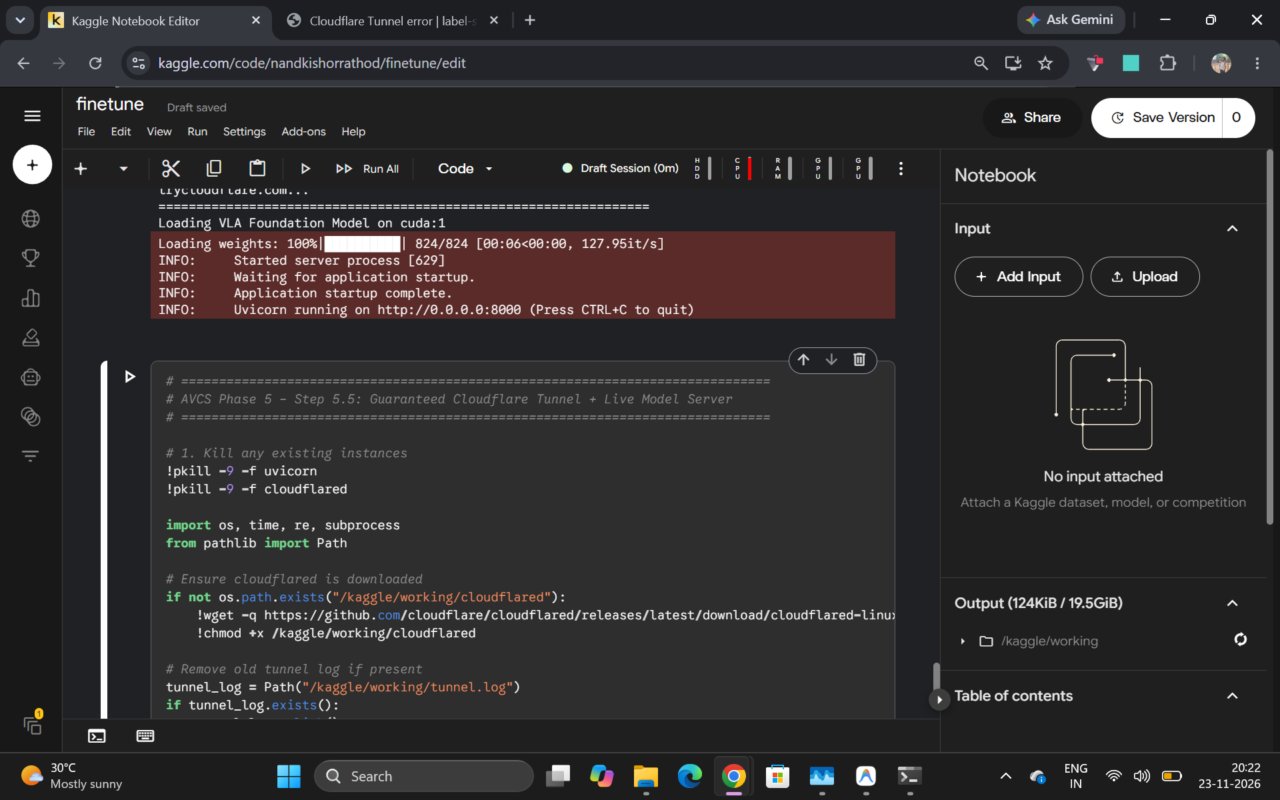 Kaggle Notebook Editor
Cloudflare Tunnel error | label-s
Ask Gemini
kaggle.com/code/nandkishorrathod/finetune/edit
finetune
Draft saved
File Edit View Run Settings Add-ons Help
Share
Save Version
0
Run All
Code
Draft Session (0m)
HDD
CPU
RAM
GPU
GPU
trycloudflare.com...
=================================================================
Loading VLA Foundation Model on cuda:1
Loading weights: 100%|██████████| 824/824 [00:06<00:00, 127.95it/s]
INFO:     Started server process [629]
INFO:     Waiting for application startup.
INFO:     Application startup complete.
INFO:     Uvicorn running on http://0.0.0.0:8000 (Press CTRL+C to quit)
# ==============================================================================
# AVCS Phase 5 - Step 5.5: Guaranteed Cloudflare Tunnel + Live Model Server
# ==============================================================================
# 1. Kill any existing instances
!pkill -9 -f uvicorn
!pkill -9 -f cloudflared
import os, time, re, subprocess
from pathlib import Path
# Ensure cloudflared is downloaded
if not os.path.exists("/kaggle/working/cloudflared"):
    !wget -q https://github.com/cloudflare/cloudflared/releases/latest/download/cloudflared-linux
    !chmod +x /kaggle/working/cloudflared
# Remove old tunnel log if present
tunnel_log = Path("/kaggle/working/tunnel.log")
if tunnel_log.exists():
Notebook
Input
Add Input
Upload
No input attached
Attach a Kaggle dataset, model, or competition
Output (124KiB / 19.5GiB)
/kaggle/working
Table of contents
1
30°C
Mostly sunny
Search
ENG
IN
20:22
23-11-2026